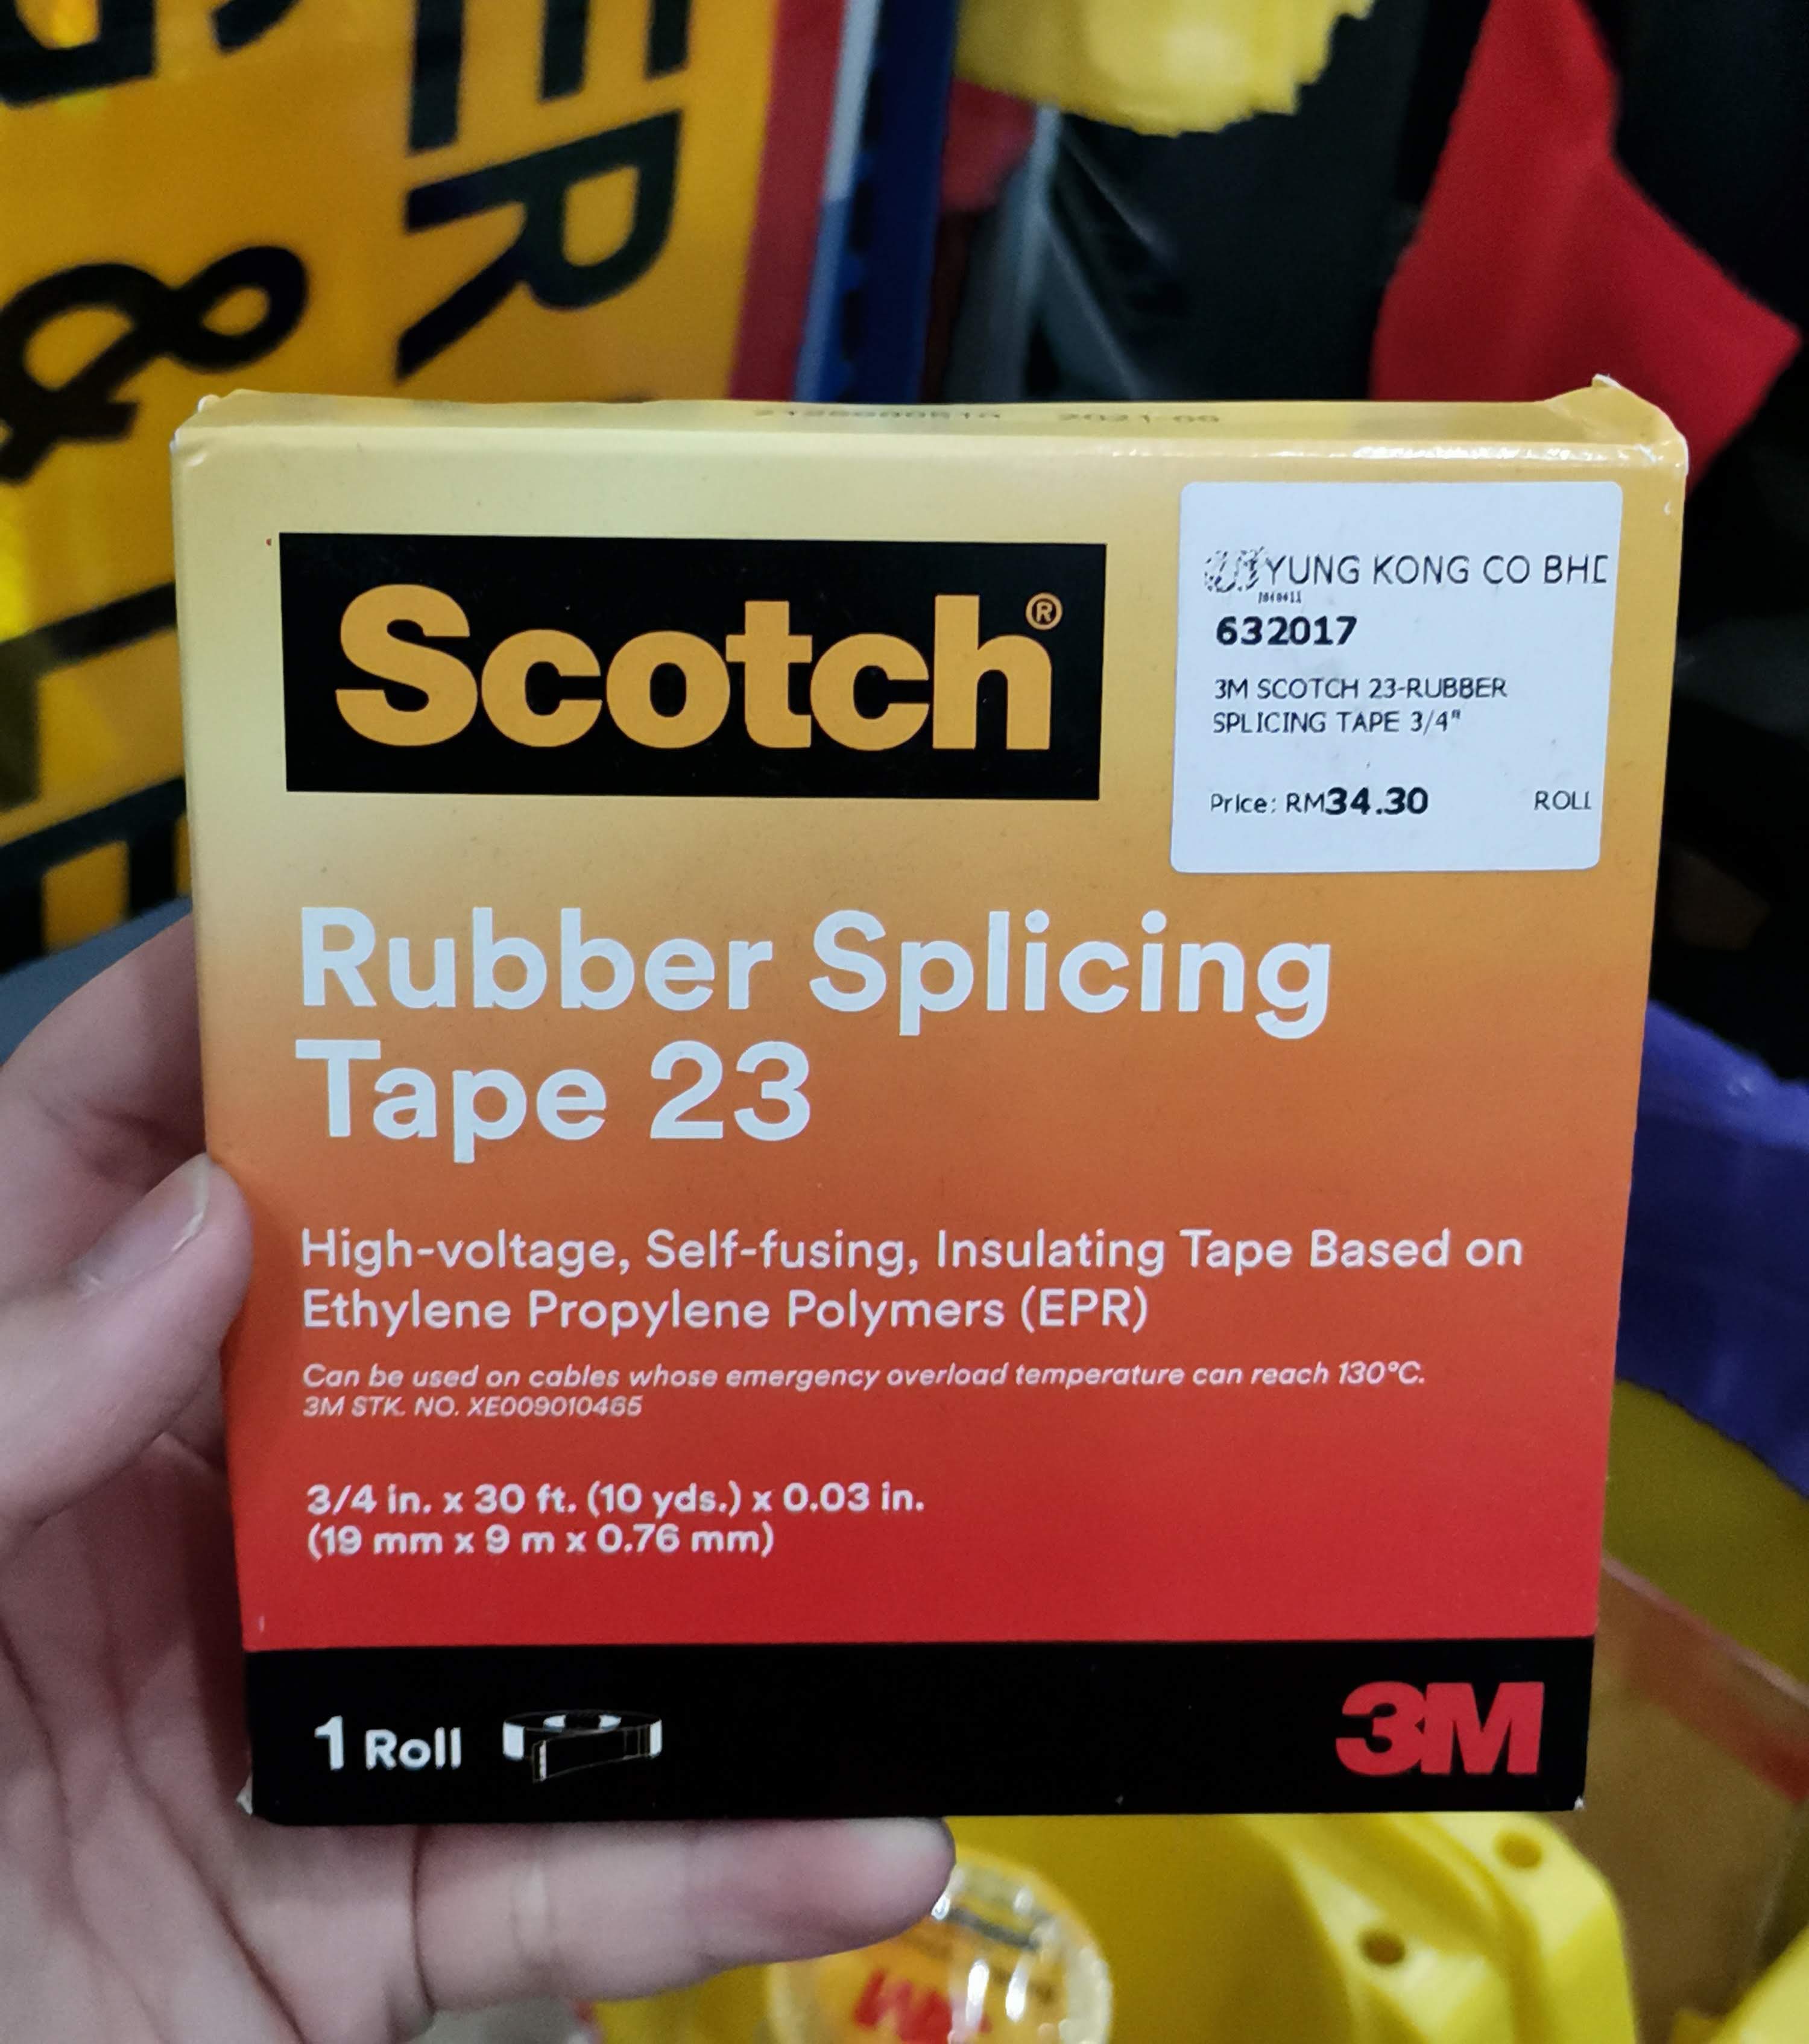 Scotch®
YUNG KONG CO BHD
632017
3M SCOTCH 23-RUBBER
SPLICING TAPE 3/4"
Price: RM34.30 ROLL
Rubber Splicing
Tape 23
High-voltage, Self-fusing, Insulating Tape Based on
Ethylene Propylene Polymers (EPR)
Can be used on cables whose emergency overload temperature can reach 130°C.
3M STK. NO. XE009010465
3/4 in. x 30 ft. (10 yds.) x 0.03 in.
(19 mm x 9 m x 0.76 mm)
1 Roll
3M
&
3M